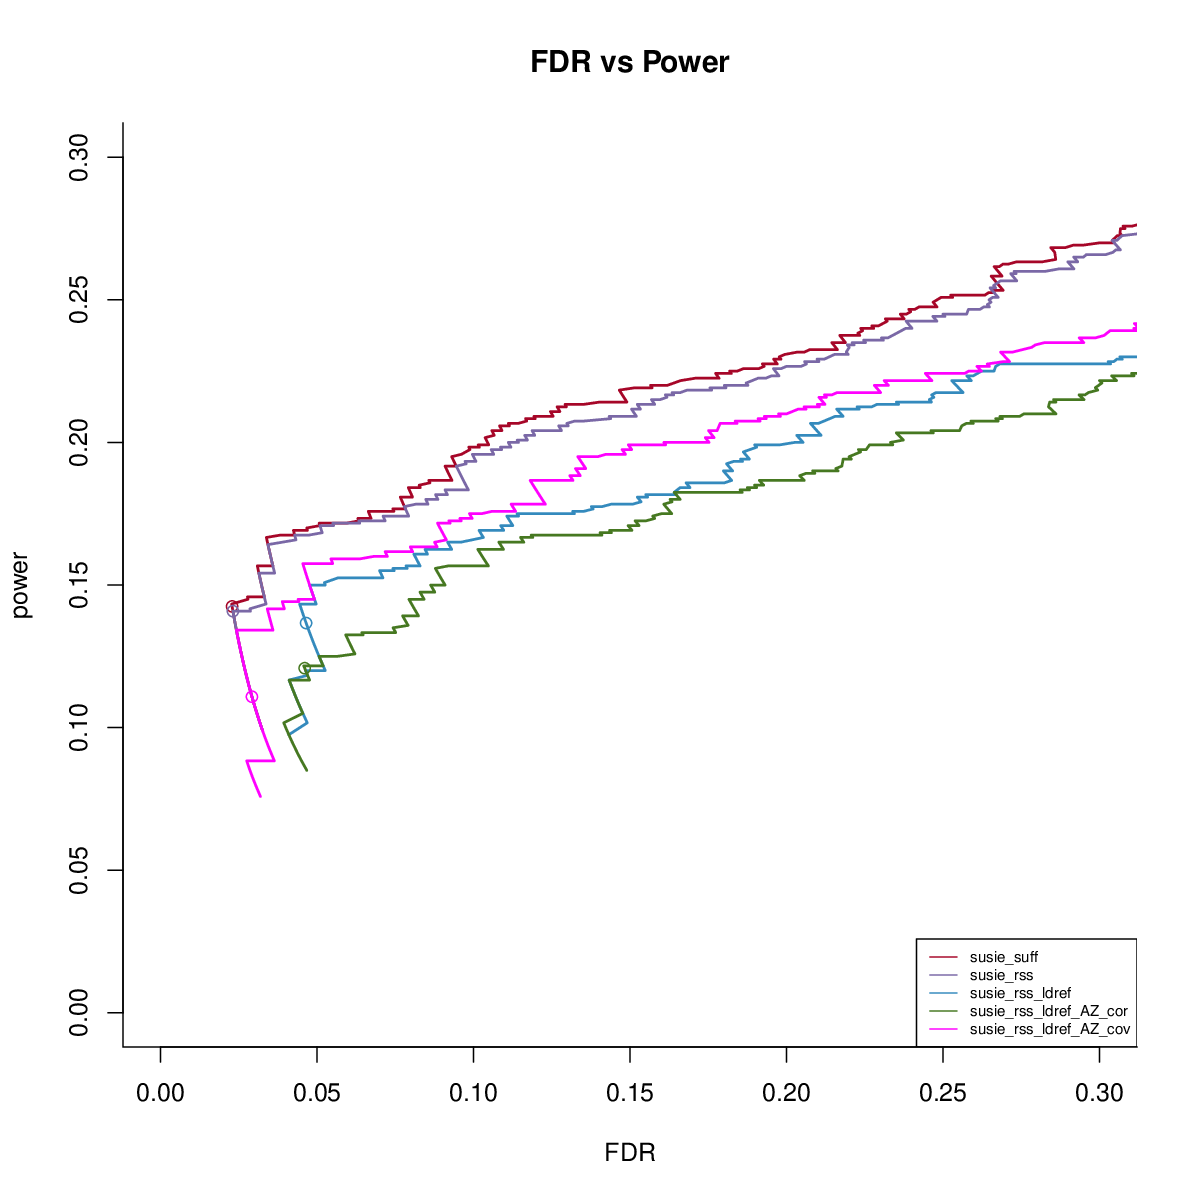 FDR vs Power
power
0.30
0.25
0.20
0.15
0.10
0.05
0.00
susie_suff
susie_rss
susie_rss_ldref
susie_rss_ldref_AZ_cor
susie_rss_ldref_AZ_cov
0.00 0.05 0.10 0.15 0.20 0.25 0.30
FDR